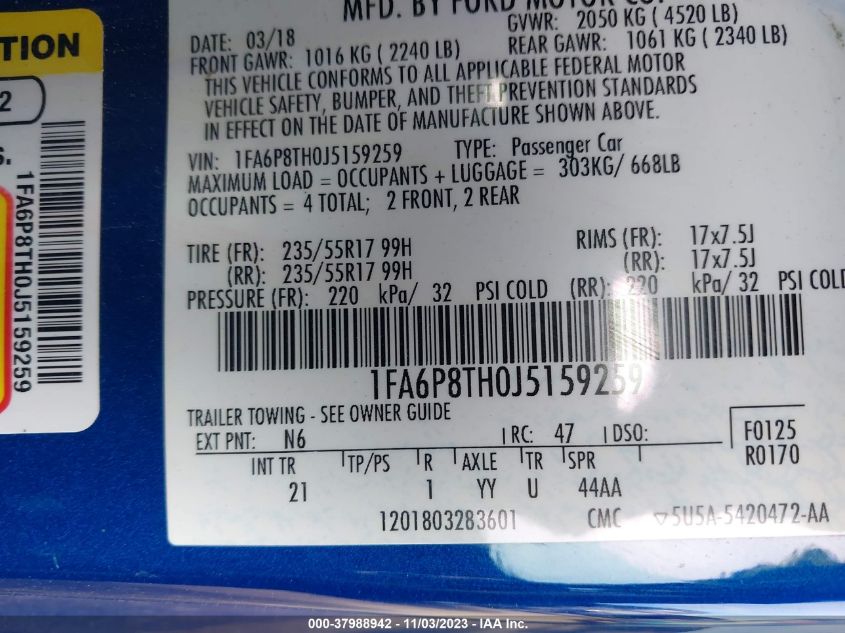 MFD. BY FORD MOTOR CO.
DATE: 03/18 GVWR: 2050 KG ( 4520 LB)
FRONT GAWR: 1016 KG ( 2240 LB) REAR GAWR: 1061 KG ( 2340 LB)
THIS VEHICLE CONFORMS TO ALL APPLICABLE FEDERAL MOTOR
VEHICLE SAFETY, BUMPER, AND THEFT PREVENTION STANDARDS
IN EFFECT ON THE DATE OF MANUFACTURE SHOWN ABOVE.
VIN: 1FA6P8TH0J5159259 TYPE: Passenger Car
MAXIMUM LOAD = OCCUPANTS + LUGGAGE = 303KG/ 668LB
OCCUPANTS = 4 TOTAL; 2 FRONT, 2 REAR
TIRE (FR): 235/55R17 99H RIMS (FR): 17x7.5J
(RR): 235/55R17 99H (RR): 17x7.5J
PRESSURE (FR): 220 kPa/ 32 PSI COLD (RR): 220 kPa/ 32 PSI COLD
1FA6P8TH0J5159259
TRAILER TOWING - SEE OWNER GUIDE
EXT PNT: N6 RC: 47 DSO: F0125
R0170
INT TR TP/PS R AXLE TR SPR
21 1 YY U 44AA
1201803283601 CMC ▽5U5A-5420472-AA
TION
2
S.
1FA6P8TH0J5159259
000-37988942 - 11/03/2023 - IAA Inc.